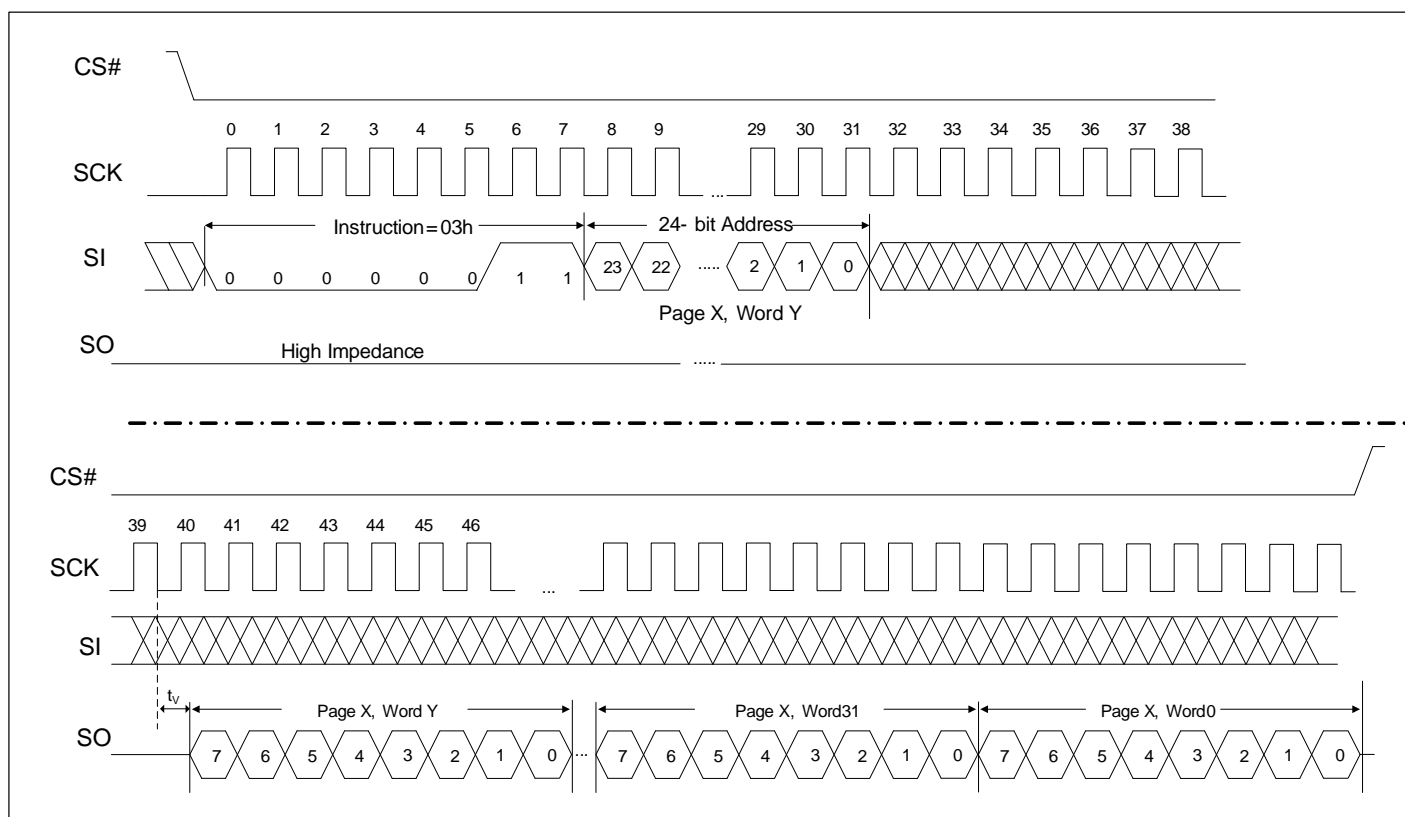 CS#
0 1 2 3 4 5 6 7 8 9 29 30 31 32 33 34 35 36 37 38
SCK
...
Instruction=03h 24- bit Address
SI
0 0 0 0 0 0 1 1 23 22 ..... 2 1 0
Page X, Word Y
SO
High Impedance .....
CS#
39 40 41 42 43 44 45 46
SCK
...
SI
tV
Page X, Word Y Page X, Word31 Page X, Word0
SO
7 6 5 4 3 2 1 0 ... 7 6 5 4 3 2 1 0 7 6 5 4 3 2 1 0